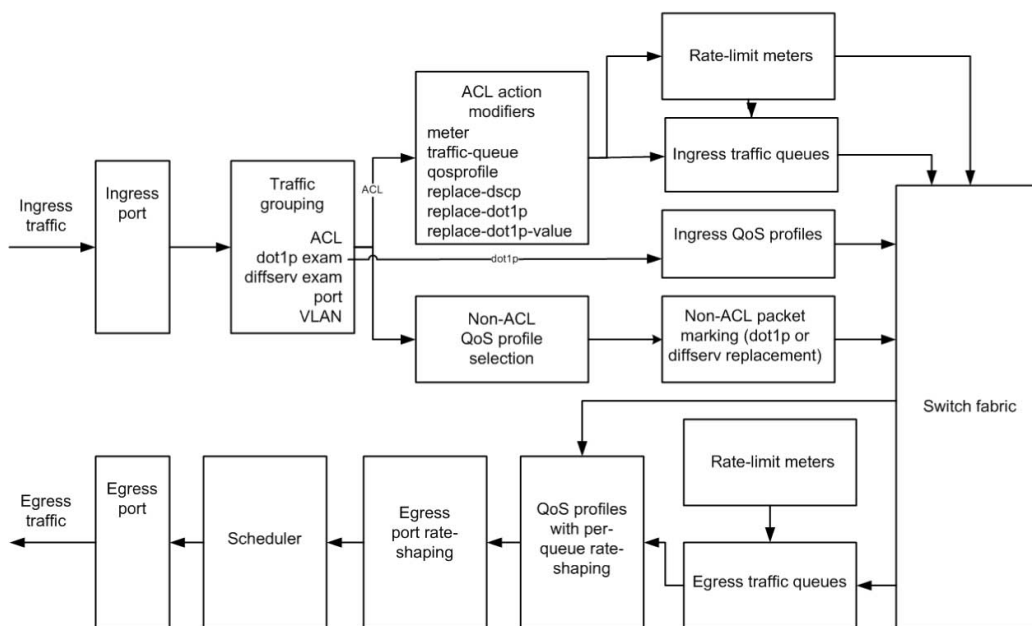 Rate-limit meters
ACL action
modifiers
meter
traffic-queue
qosprofile
replace-dscp
replace-dot1p
replace-dot1p-value
Ingress traffic queues
Ingress
traffic
Ingress
port
Traffic
grouping
ACL
dot1p exam
diffserv exam
port
VLAN
ACL
Ingress QoS profiles
dot1p
Non-ACL
QoS profile
selection
Non-ACL packet
marking (dot1p or
diffserv replacement)
Switch fabric
Rate-limit meters
Egress
traffic
Egress
port
Scheduler
Egress
port rate-
shaping
QoS profiles
with per-
queue rate-
shaping
Egress traffic queues